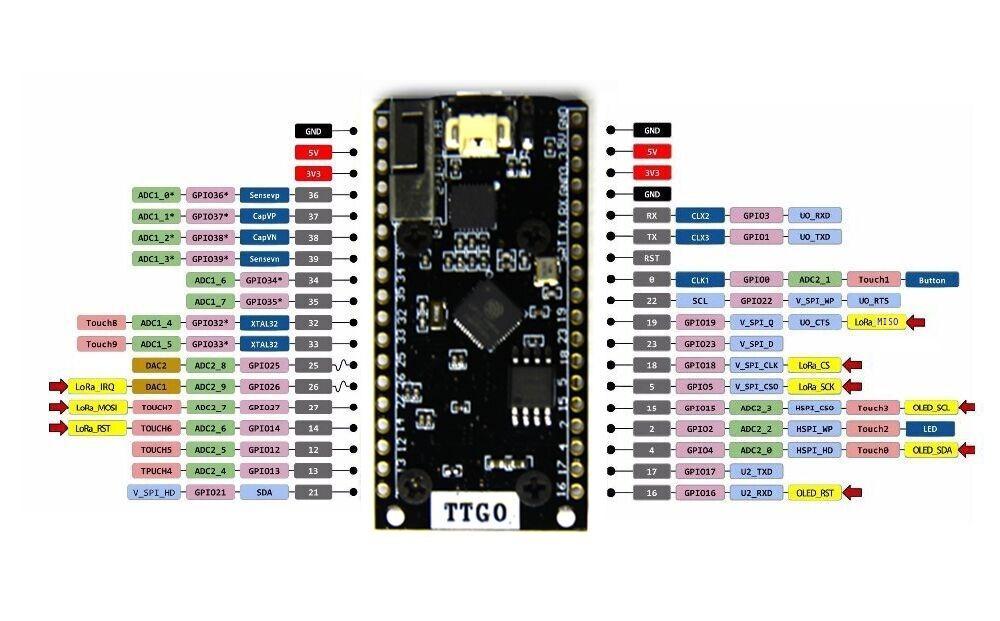 GND
5V
3V3
ADC1_0* GPIO36* Sensevp 36
ADC1_1* GPIO37* CapVP 37
ADC1_2* GPIO38* CapVN 38
ADC1_3* GPIO39* Sensevn 39
ADC1_6 GPIO34* 34
ADC1_7 GPIO35* 35
Touch8 ADC1_4 GPIO32* XTAL32 32
Touch9 ADC1_5 GPIO33* XTAL32 33
DAC2 ADC2_8 GPIO25 25
LoRa_IRQ DAC1 ADC2_9 GPIO26 26
LoRa_MOSI TOUCH7 ADC2_7 GPIO27 27
LoRa_RST TOUCH6 ADC2_6 GPIO14 14
TOUCH5 ADC2_5 GPIO12 12
TPUCH4 ADC2_4 GPIO13 13
V_SPI_HD GPIO21 SDA 21
TTGO
GND
5V
3V3
GND
RX CLX2 GPIO3 UO_RXD
TX CLX3 GPIO1 UO_TXD
RST
0 CLK1 GPIO0 ADC2_1 Touch1 Button
22 SCL GPIO22 V_SPI_WP UO_RTS
19 GPIO19 V_SPI_Q UO_CTS LoRa_MISO
23 GPIO23 V_SPI_D
18 GPIO18 V_SPI_CLK LoRa_CS
5 GPIO5 V_SPI_CSO LoRa_SCK
15 GPIO15 ADC2_3 HSPI_CSO Touch3 OLED_SCL
2 GPIO2 ADC2_2 HSPI_WP Touch2 LED
4 GPIO4 ADC2_0 HSPI_HD Touch0 OLED_SDA
17 GPIO17 U2_TXD
16 GPIO16 U2_RXD OLED_RST